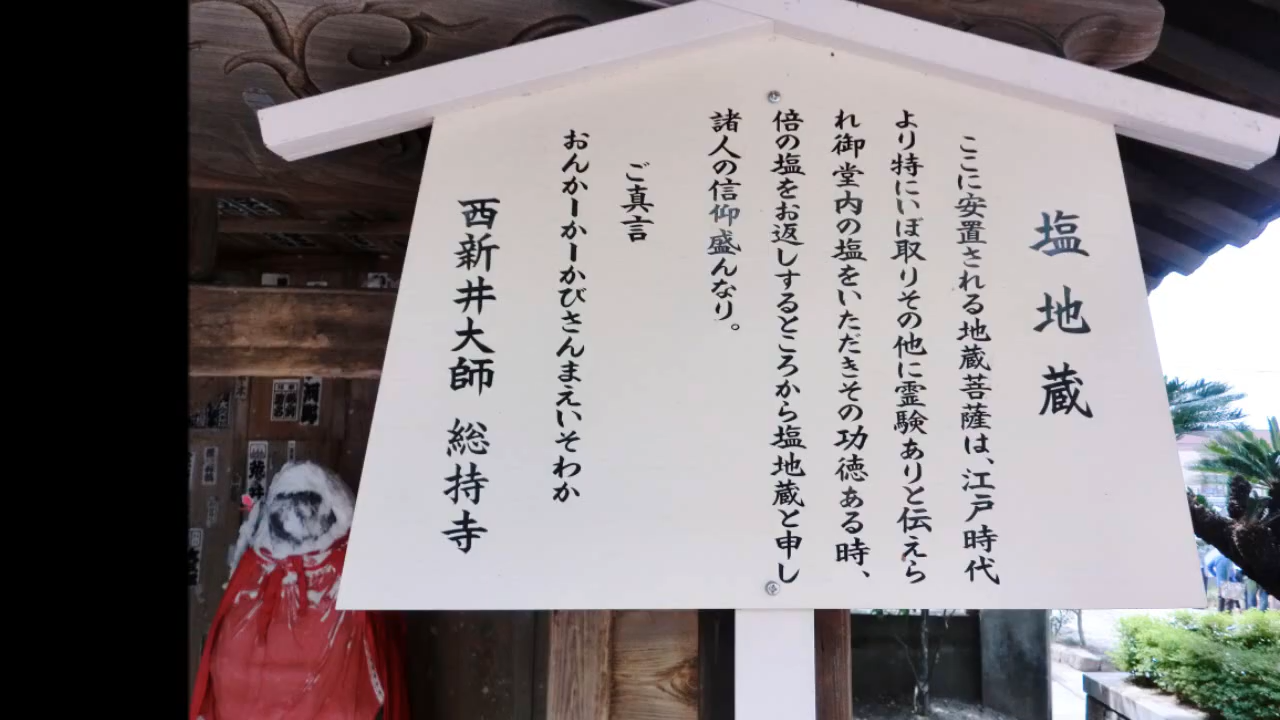 塩地蔵
ここに安置される地蔵菩薩は、江戸時代
より特にいぼ取りその他に霊験ありと伝えら
れ御堂内の塩をいただきその功徳ある時、
倍の塩をお返しするところから塩地蔵と申し
諸人の信仰盛んなり。
ご真言
おんかーかーかびさんまえいそわか
西新井大師 総持寺